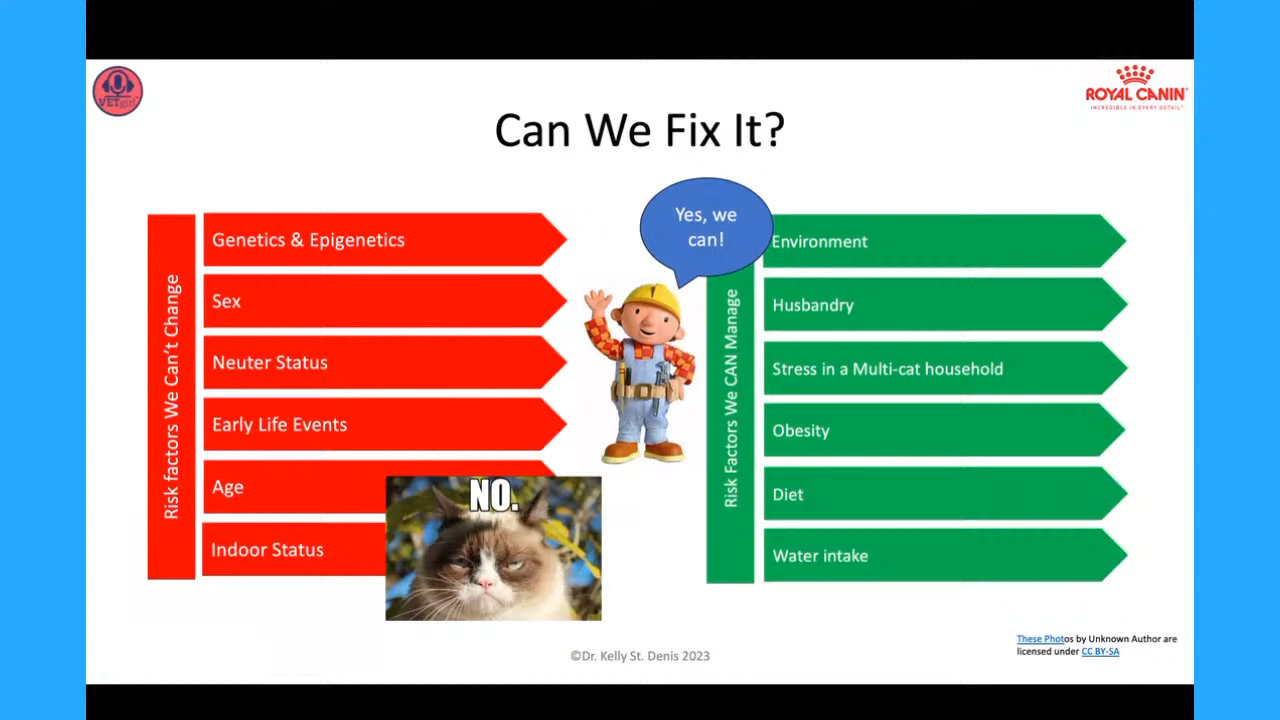 VETgirl
ROYAL CANIN
INCREDIBLE IN EVERY DETAIL
Can We Fix It?
Risk factors We Can't Change
Genetics & Epigenetics
Sex
Neuter Status
Early Life Events
Age
Indoor Status
NO.
Yes, we
can!
Risk Factors We CAN Manage
Environment
Husbandry
Stress in a Multi-cat household
Obesity
Diet
Water intake
©Dr. Kelly St. Denis 2023
These Photos by Unknown Author are
licensed under CC BY-SA